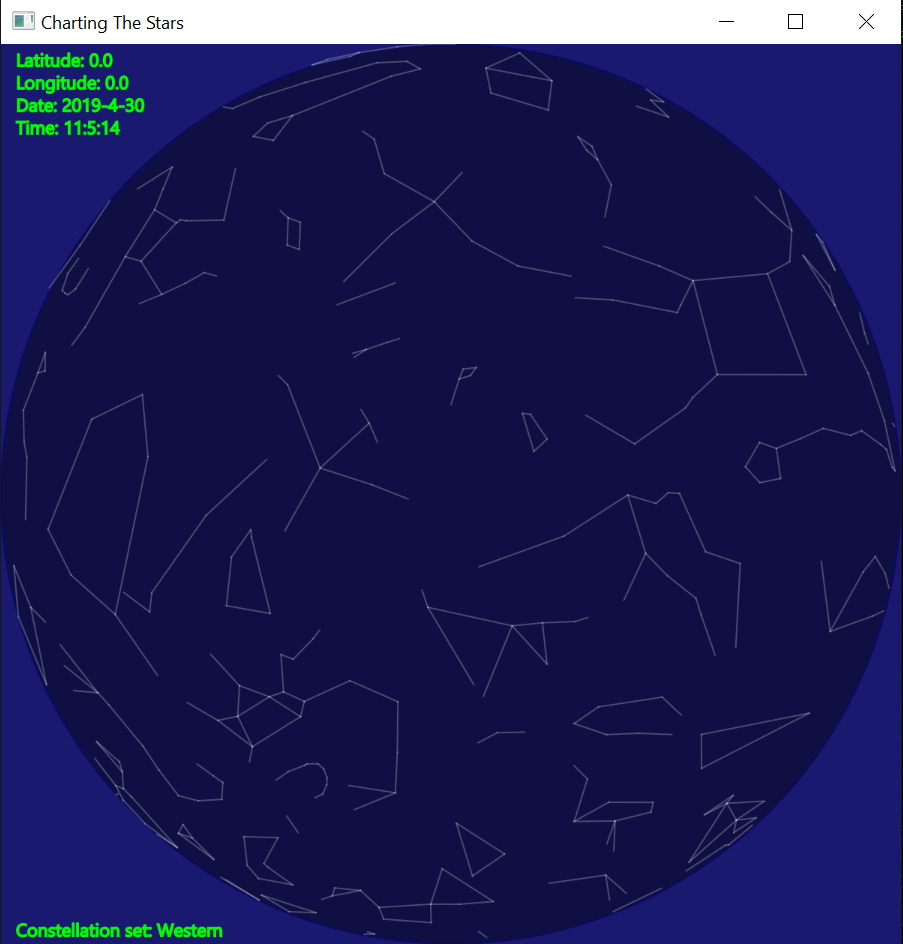 Charting The Stars
Latitude: 0.0
Longitude: 0.0
Date: 2019-4-30
Time: 11:5:14
Constellation set: Western